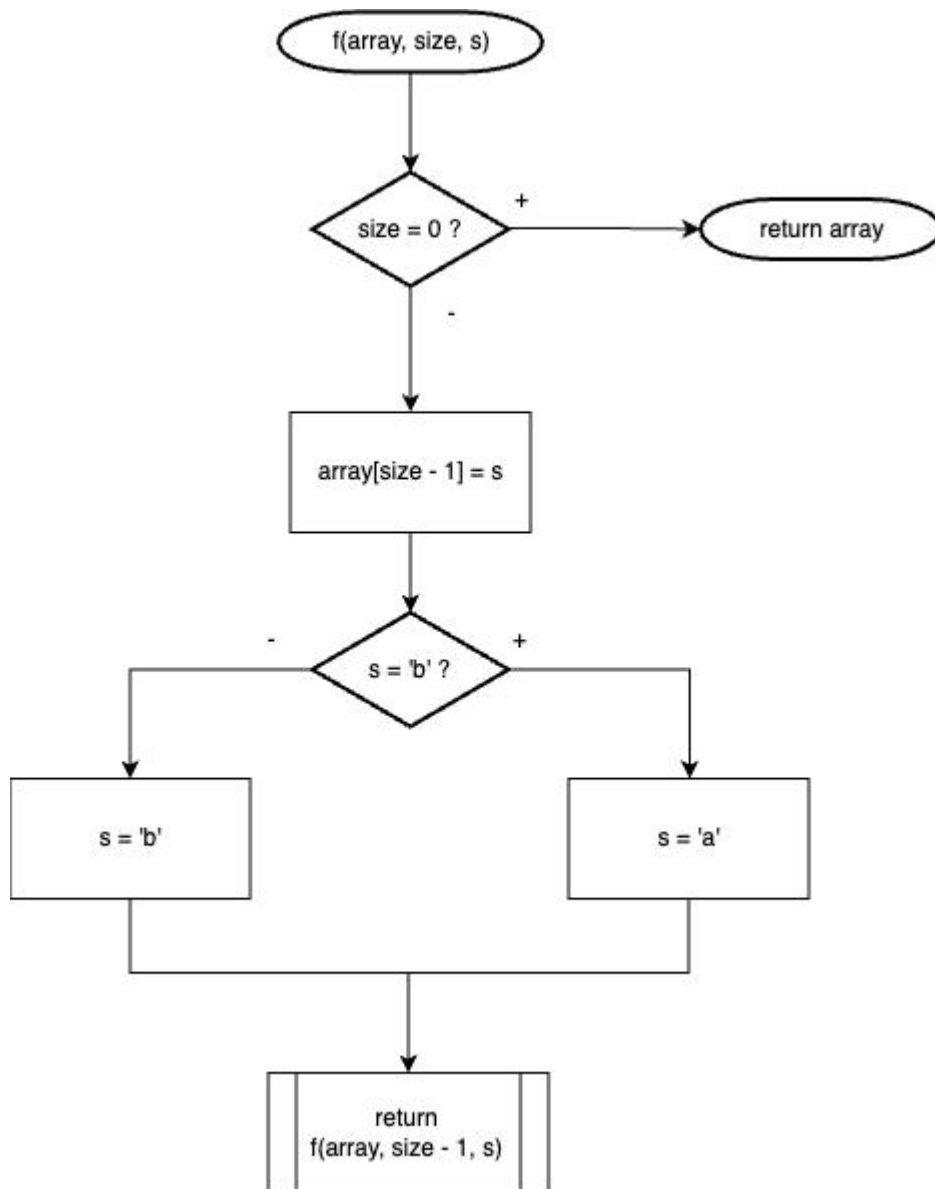 f(array, size, s)
+
size = 0 ?
return array
-
array[size - 1] = s
-
+
s = 'b' ?
s = 'b'
s = 'a'
return
f(array, size - 1, s)